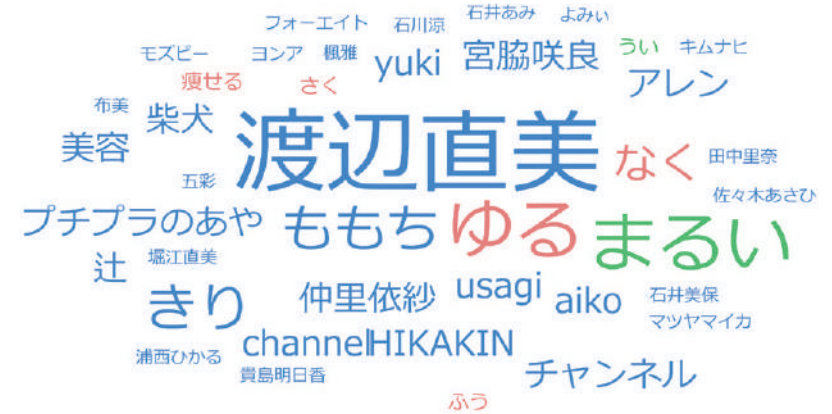 石井あみ
よみぃ
フォーエイト
石川涼
モズビー
ヨンア
楓雅
yuki
宮脇咲良
うい
キムナヒ
痩せる
さく
アレン
布美
柴犬
渡辺直美
美容
なく
田中里奈
五彩
佐々木あさひ
プチプラのあや
ももち
ゆる
まるい
辻
堀江直美
きり
仲里依紗
usagi
aiko
石井美保
マツヤマイカ
channel
HIKAKIN
浦西ひかる
貴島明日香
チャンネル
ふう